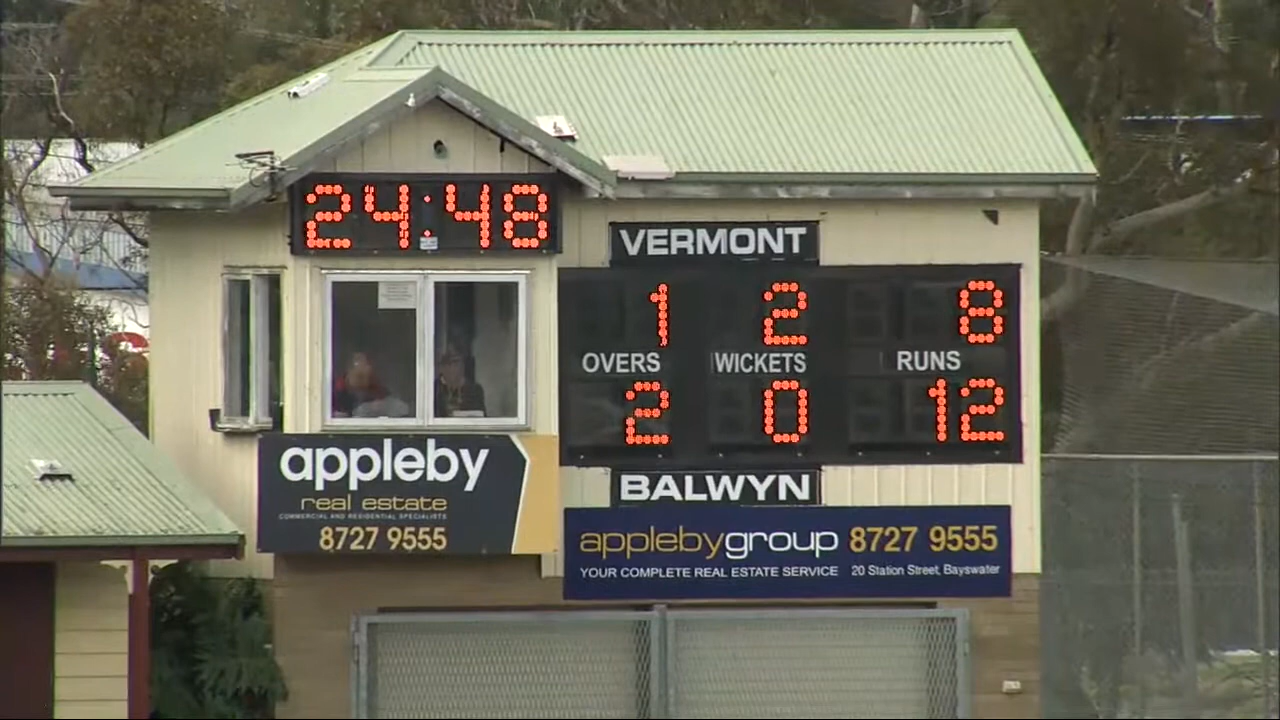 24:48
VERMONT
1 2 8
OVERS WICKETS RUNS
2 0 12
BALWYN
appleby
real estate
COMMERCIAL AND RESIDENTIAL SPECIALISTS
8727 9555
applebygroup 8727 9555
YOUR COMPLETE REAL ESTATE SERVICE 20 Station Street, Bayswater